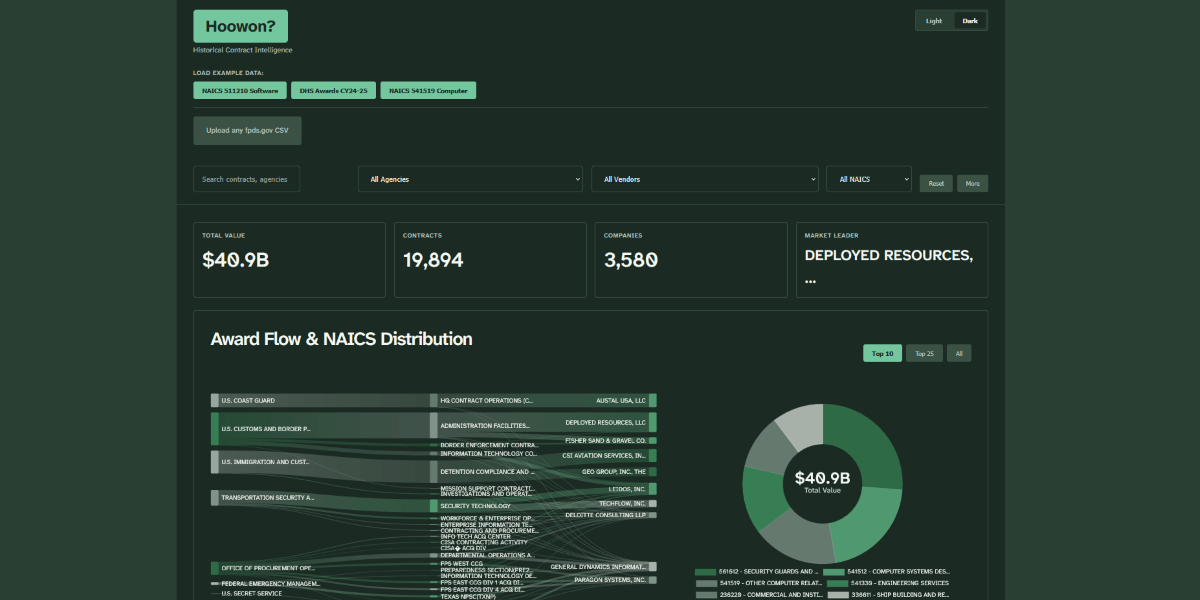 Hoowon?
Light
Dark
Historical Contract Intelligence
LOAD EXAMPLE DATA:
NAICS 511210 Software
DHS Awards CY24-25
NAICS 541519 Computer
Upload any fpds.gov CSV
Search contracts, agencies
All Agencies
All Vendors
All NAICS
Reset
More
TOTAL VALUE
$40.9B
CONTRACTS
19,894
COMPANIES
3,580
MARKET LEADER
DEPLOYED RESOURCES,
...
Award Flow & NAICS Distribution
Top 10
Top 25
All
U.S. COAST GUARD
U.S. CUSTOMS AND BORDER P...
U.S. IMMIGRATION AND CUST...
TRANSPORTATION SECURITY A...
OFFICE OF PROCUREMENT OPE...
FEDERAL EMERGENCY MANAGEM...
U.S. SECRET SERVICE
HQ CONTRACT OPERATIONS (C...
ADMINISTRATION FACILITIES...
BORDER ENFORCEMENT CONTRA...
INFORMATION TECHNOLOGY CO...
DETENTION COMPLIANCE AND ...
MISSION SUPPORT CONTRACTI...
INVESTIGATIONS AND OPERAT...
SECURITY TECHNOLOGY
WORKFORCE & ENTERPRISE OP...
ENTERPRISE INFORMATION TE...
CONTRACTING AND PROCUREME...
INFO TECH ACQ CENTER
CISA CONTRACTING ACTIVITY
CISA� ACQ DIV
DEPARTMENTAL OPERATIONS A...
FPS WEST CCG
PREPAREDNESS SECTION(PRE2...
INFORMATION TECHNOLOGY DE...
FPS EAST CCG DIV 1 ACQ DI...
FPS EAST CCG DIV 4 ACQ DI...
TEXAS NPSC(TXNP)
AUSTAL USA, LLC
DEPLOYED RESOURCES, LLC
FISHER SAND & GRAVEL CO.
CSI AVIATION SERVICES, IN...
GEO GROUP, INC., THE
LEIDOS, INC.
TECHFLOW, INC.
DELOITTE CONSULTING LLP
GENERAL DYNAMICS INFORMAT...
PARAGON SYSTEMS, INC.
$40.9B
Total Value
561612 - SECURITY GUARDS AND ...
541512 - COMPUTER SYSTEMS DES...
541519 - OTHER COMPUTER RELAT...
541330 - ENGINEERING SERVICES
236220 - COMMERCIAL AND INSTI...
336611 - SHIP BUILDING AND RE...